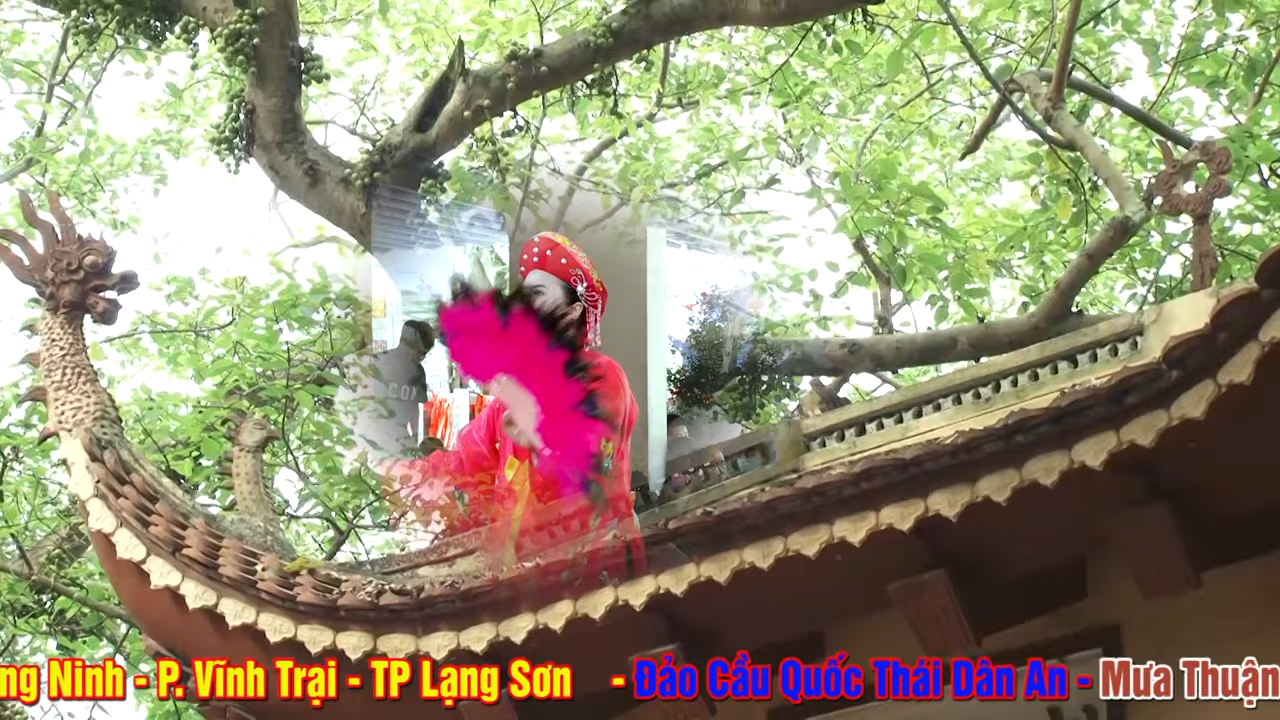 ng Ninh - P. Vĩnh Trại - TP Lạng Sơn - Đảo Cầu Quốc Thái Dân An - Mưa Thuận